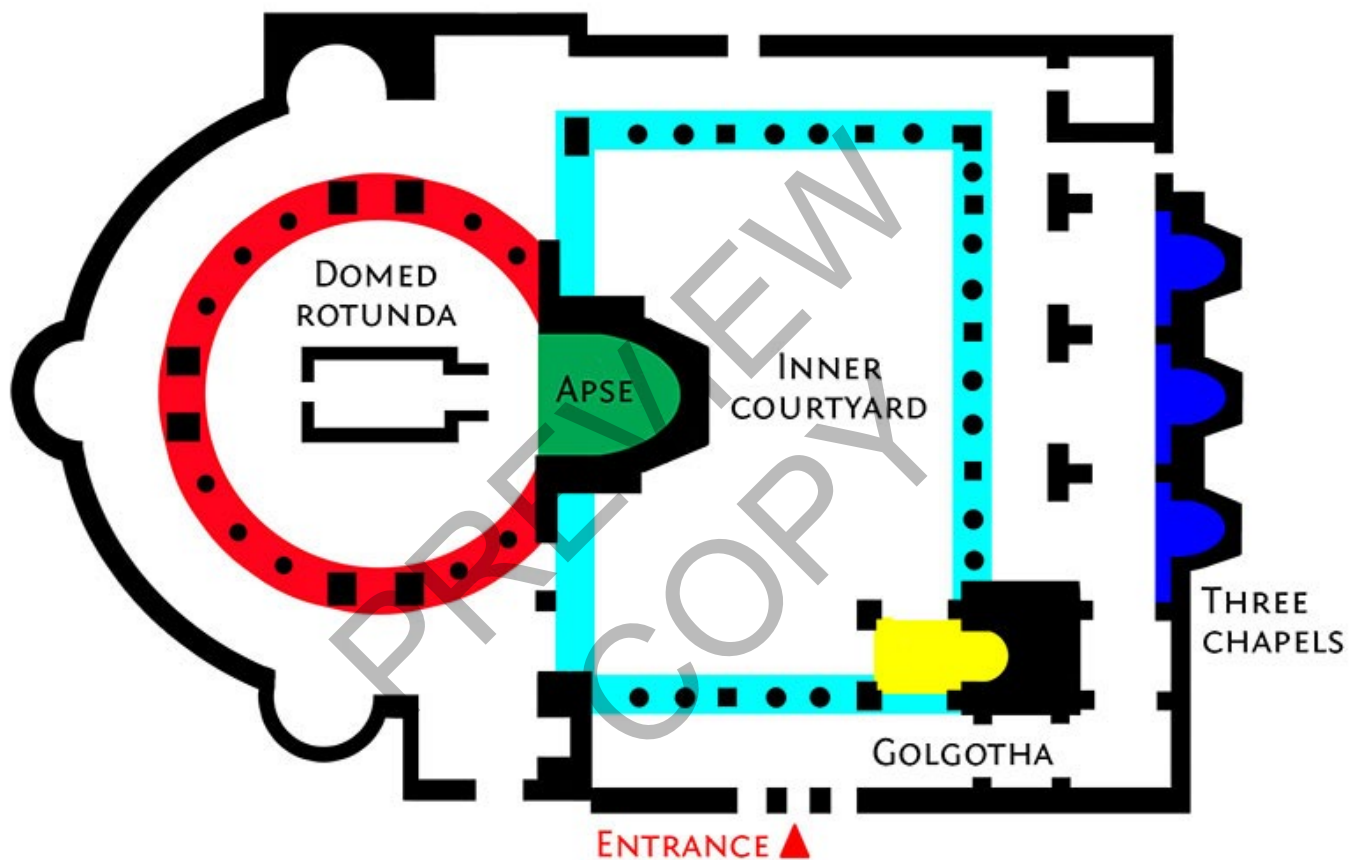 DOMED
ROTUNDA
APSE
INNER
COURTYARD
THREE
CHAPELS
GOLGOTHA
ENTRANCE
PREVIEW
COPY